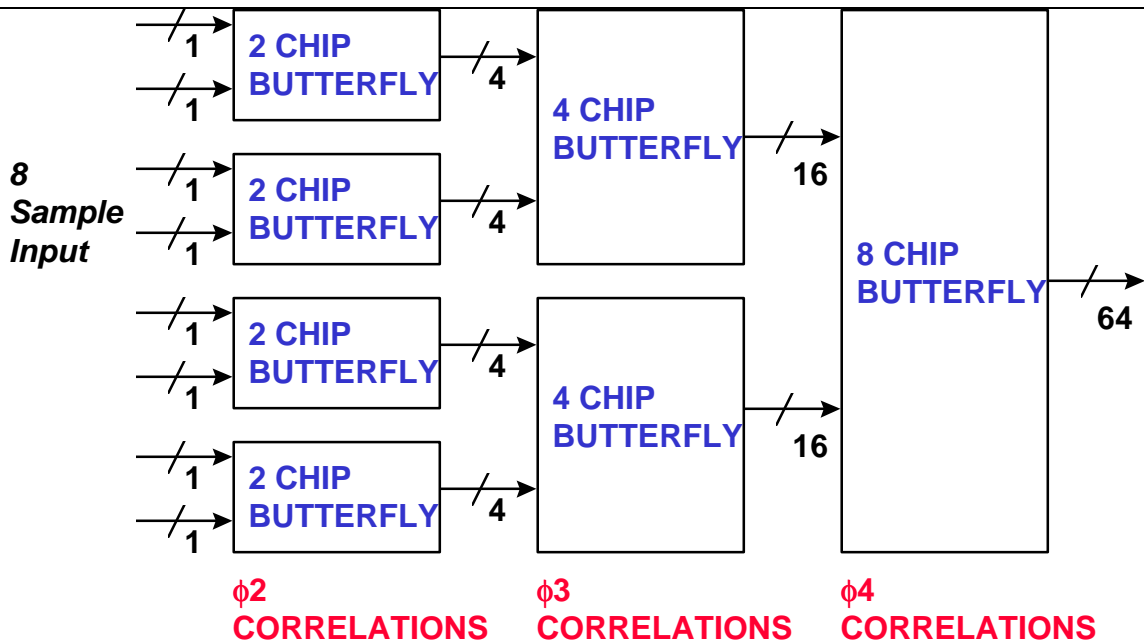 8
Sample
Input
1
1
1
1
1
1
1
1
2 CHIP
BUTTERFLY
2 CHIP
BUTTERFLY
2 CHIP
BUTTERFLY
2 CHIP
BUTTERFLY
4
4
4
4
4 CHIP
BUTTERFLY
4 CHIP
BUTTERFLY
16
16
8 CHIP
BUTTERFLY
64
ϕ2
CORRELATIONS
ϕ3
CORRELATIONS
ϕ4
CORRELATIONS